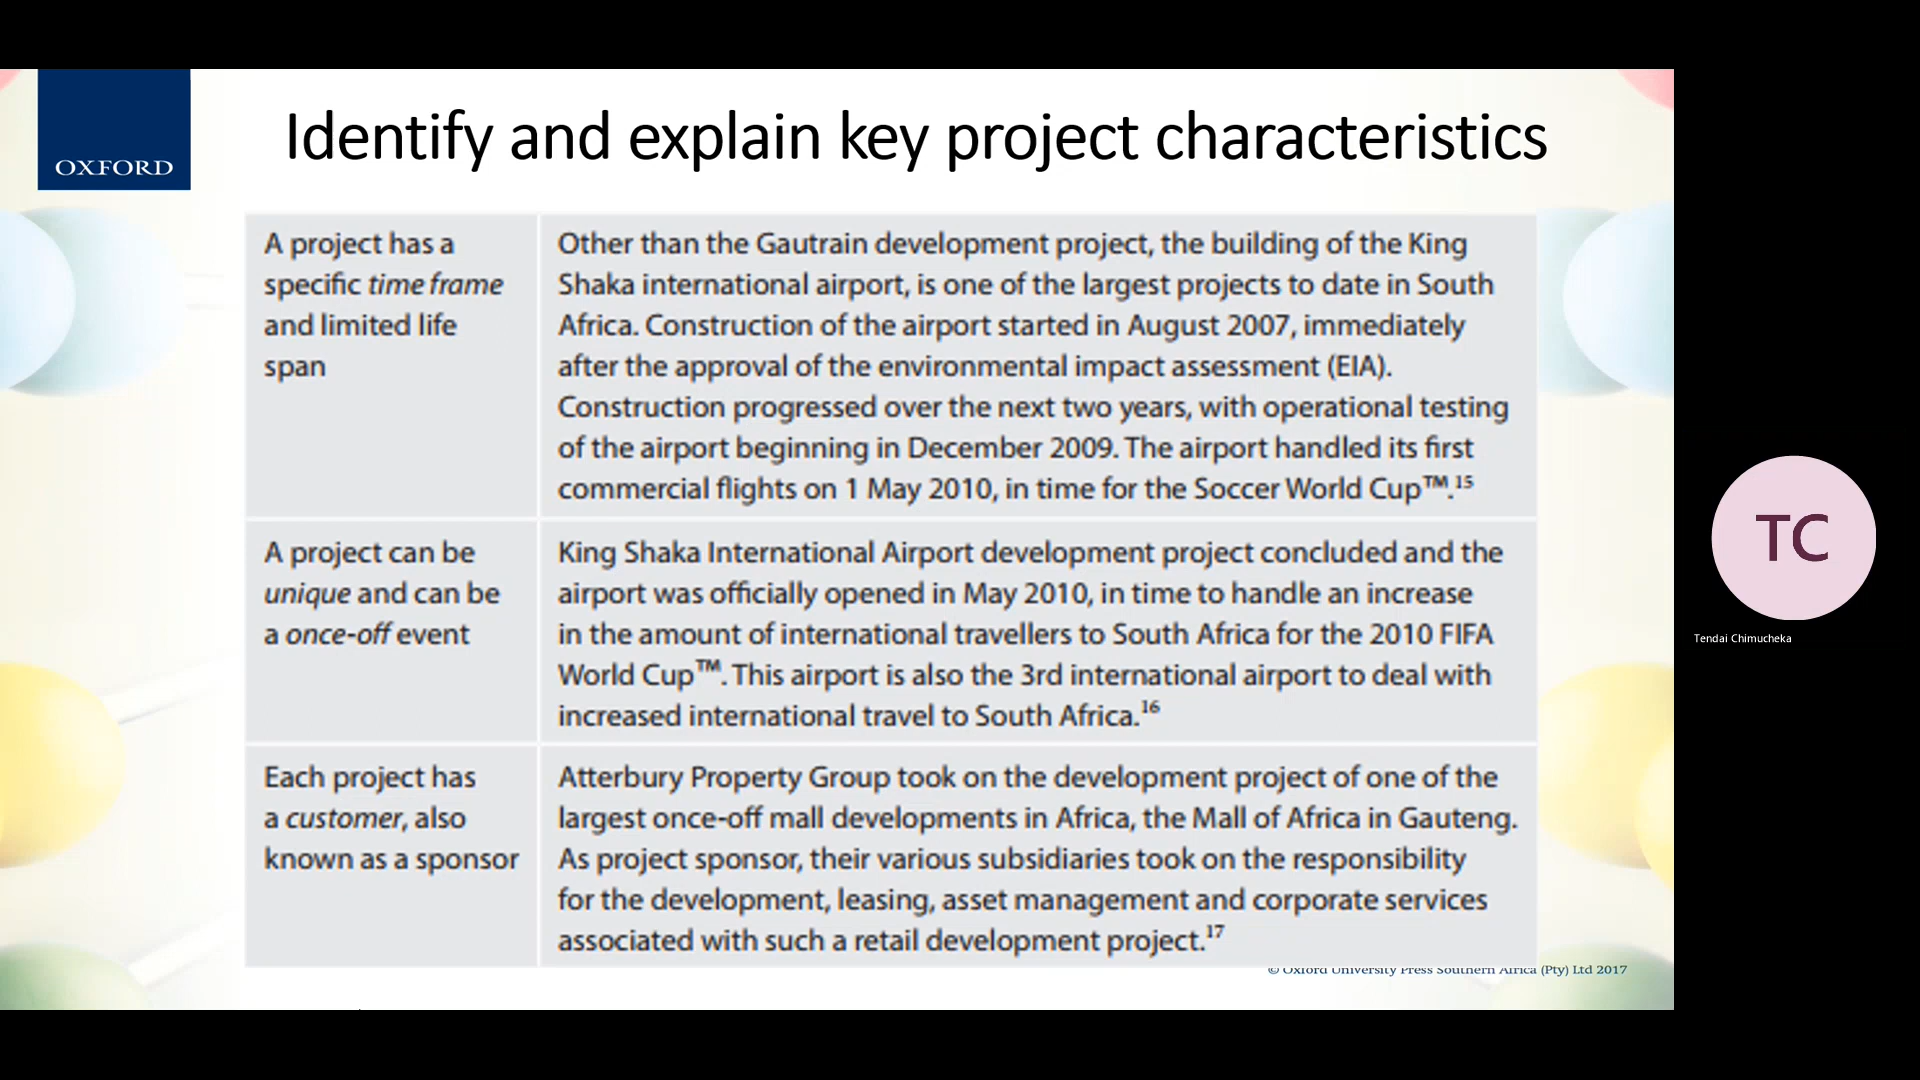 OXFORD
Identify and explain key project characteristics
A project has a
specific time frame
and limited life
span
Other than the Gautrain development project, the building of the King
Shaka international airport, is one of the largest projects to date in South
Africa. Construction of the airport started in August 2007, immediately
after the approval of the environmental impact assessment (EIA).
Construction progressed over the next two years, with operational testing
of the airport beginning in December 2009. The airport handled its first
commercial flights on 1 May 2010, in time for the Soccer World Cup™.¹⁵
A project can be
unique and can be
a once-off event
King Shaka International Airport development project concluded and the
airport was officially opened in May 2010, in time to handle an increase
in the amount of international travellers to South Africa for the 2010 FIFA
World Cup™. This airport is also the 3rd international airport to deal with
increased international travel to South Africa.¹⁶
Each project has
a customer, also
known as a sponsor
Atterbury Property Group took on the development project of one of the
largest once-off mall developments in Africa, the Mall of Africa in Gauteng.
As project sponsor, their various subsidiaries took on the responsibility
for the development, leasing, asset management and corporate services
associated with such a retail development project.¹⁷
© Oxford University Press Southern Africa (Pty) Ltd 2017
TC
Tendai Chimucheka